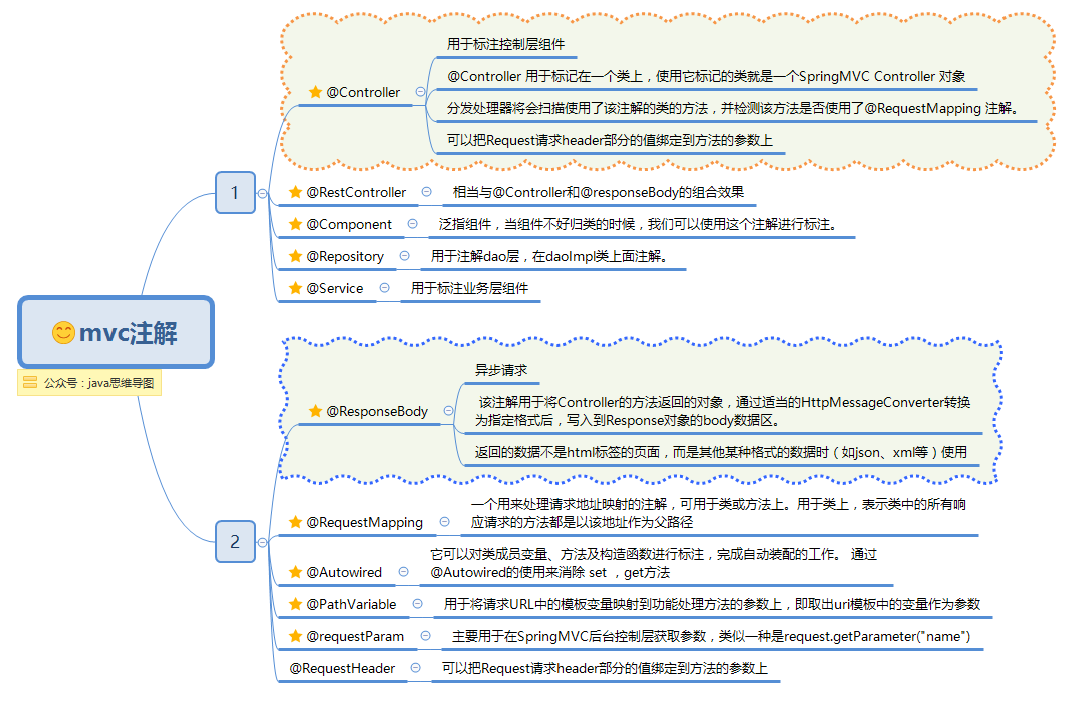 用于标注控制层组件
@Controller 用于标记在一个类上，使用它标记的类就是一个SpringMVC Controller 对象
@Controller
分发处理器将会扫描使用了该注解的类的方法，并检测该方法是否使用了@RequestMapping 注解。
可以把Request请求header部分的值绑定到方法的参数上
1
@RestController
相当与@Controller和@responseBody的组合效果
@Component
泛指组件，当组件不好归类的时候，我们可以使用这个注解进行标注。
@Repository
用于注解dao层，在daoImpl类上面注解。
@Service
用于标注业务层组件
mvc注解
公众号：java思维导图
异步请求
@ResponseBody
该注解用于将Controller的方法返回的对象，通过适当的HttpMessageConverter转换
为指定格式后，写入到Response对象的body数据区。
返回的数据不是html标签的页面，而是其他某种格式的数据时（如json、xml等）使用
2
@RequestMapping
一个用来处理请求地址映射的注解，可用于类或方法上。用于类上，表示类中的所有响
应请求的方法都是以该地址作为父路径
@Autowired
它可以对类成员变量、方法及构造函数进行标注，完成自动装配的工作。 通过
@Autowired的使用来消除 set ，get方法
@PathVariable
用于将请求URL中的模板变量映射到功能处理方法的参数上，即取出uri模板中的变量作为参数
@requestParam
主要用于在SpringMVC后台控制层获取参数，类似一种是request.getParameter("name")
@RequestHeader
可以把Request请求header部分的值绑定到方法的参数上